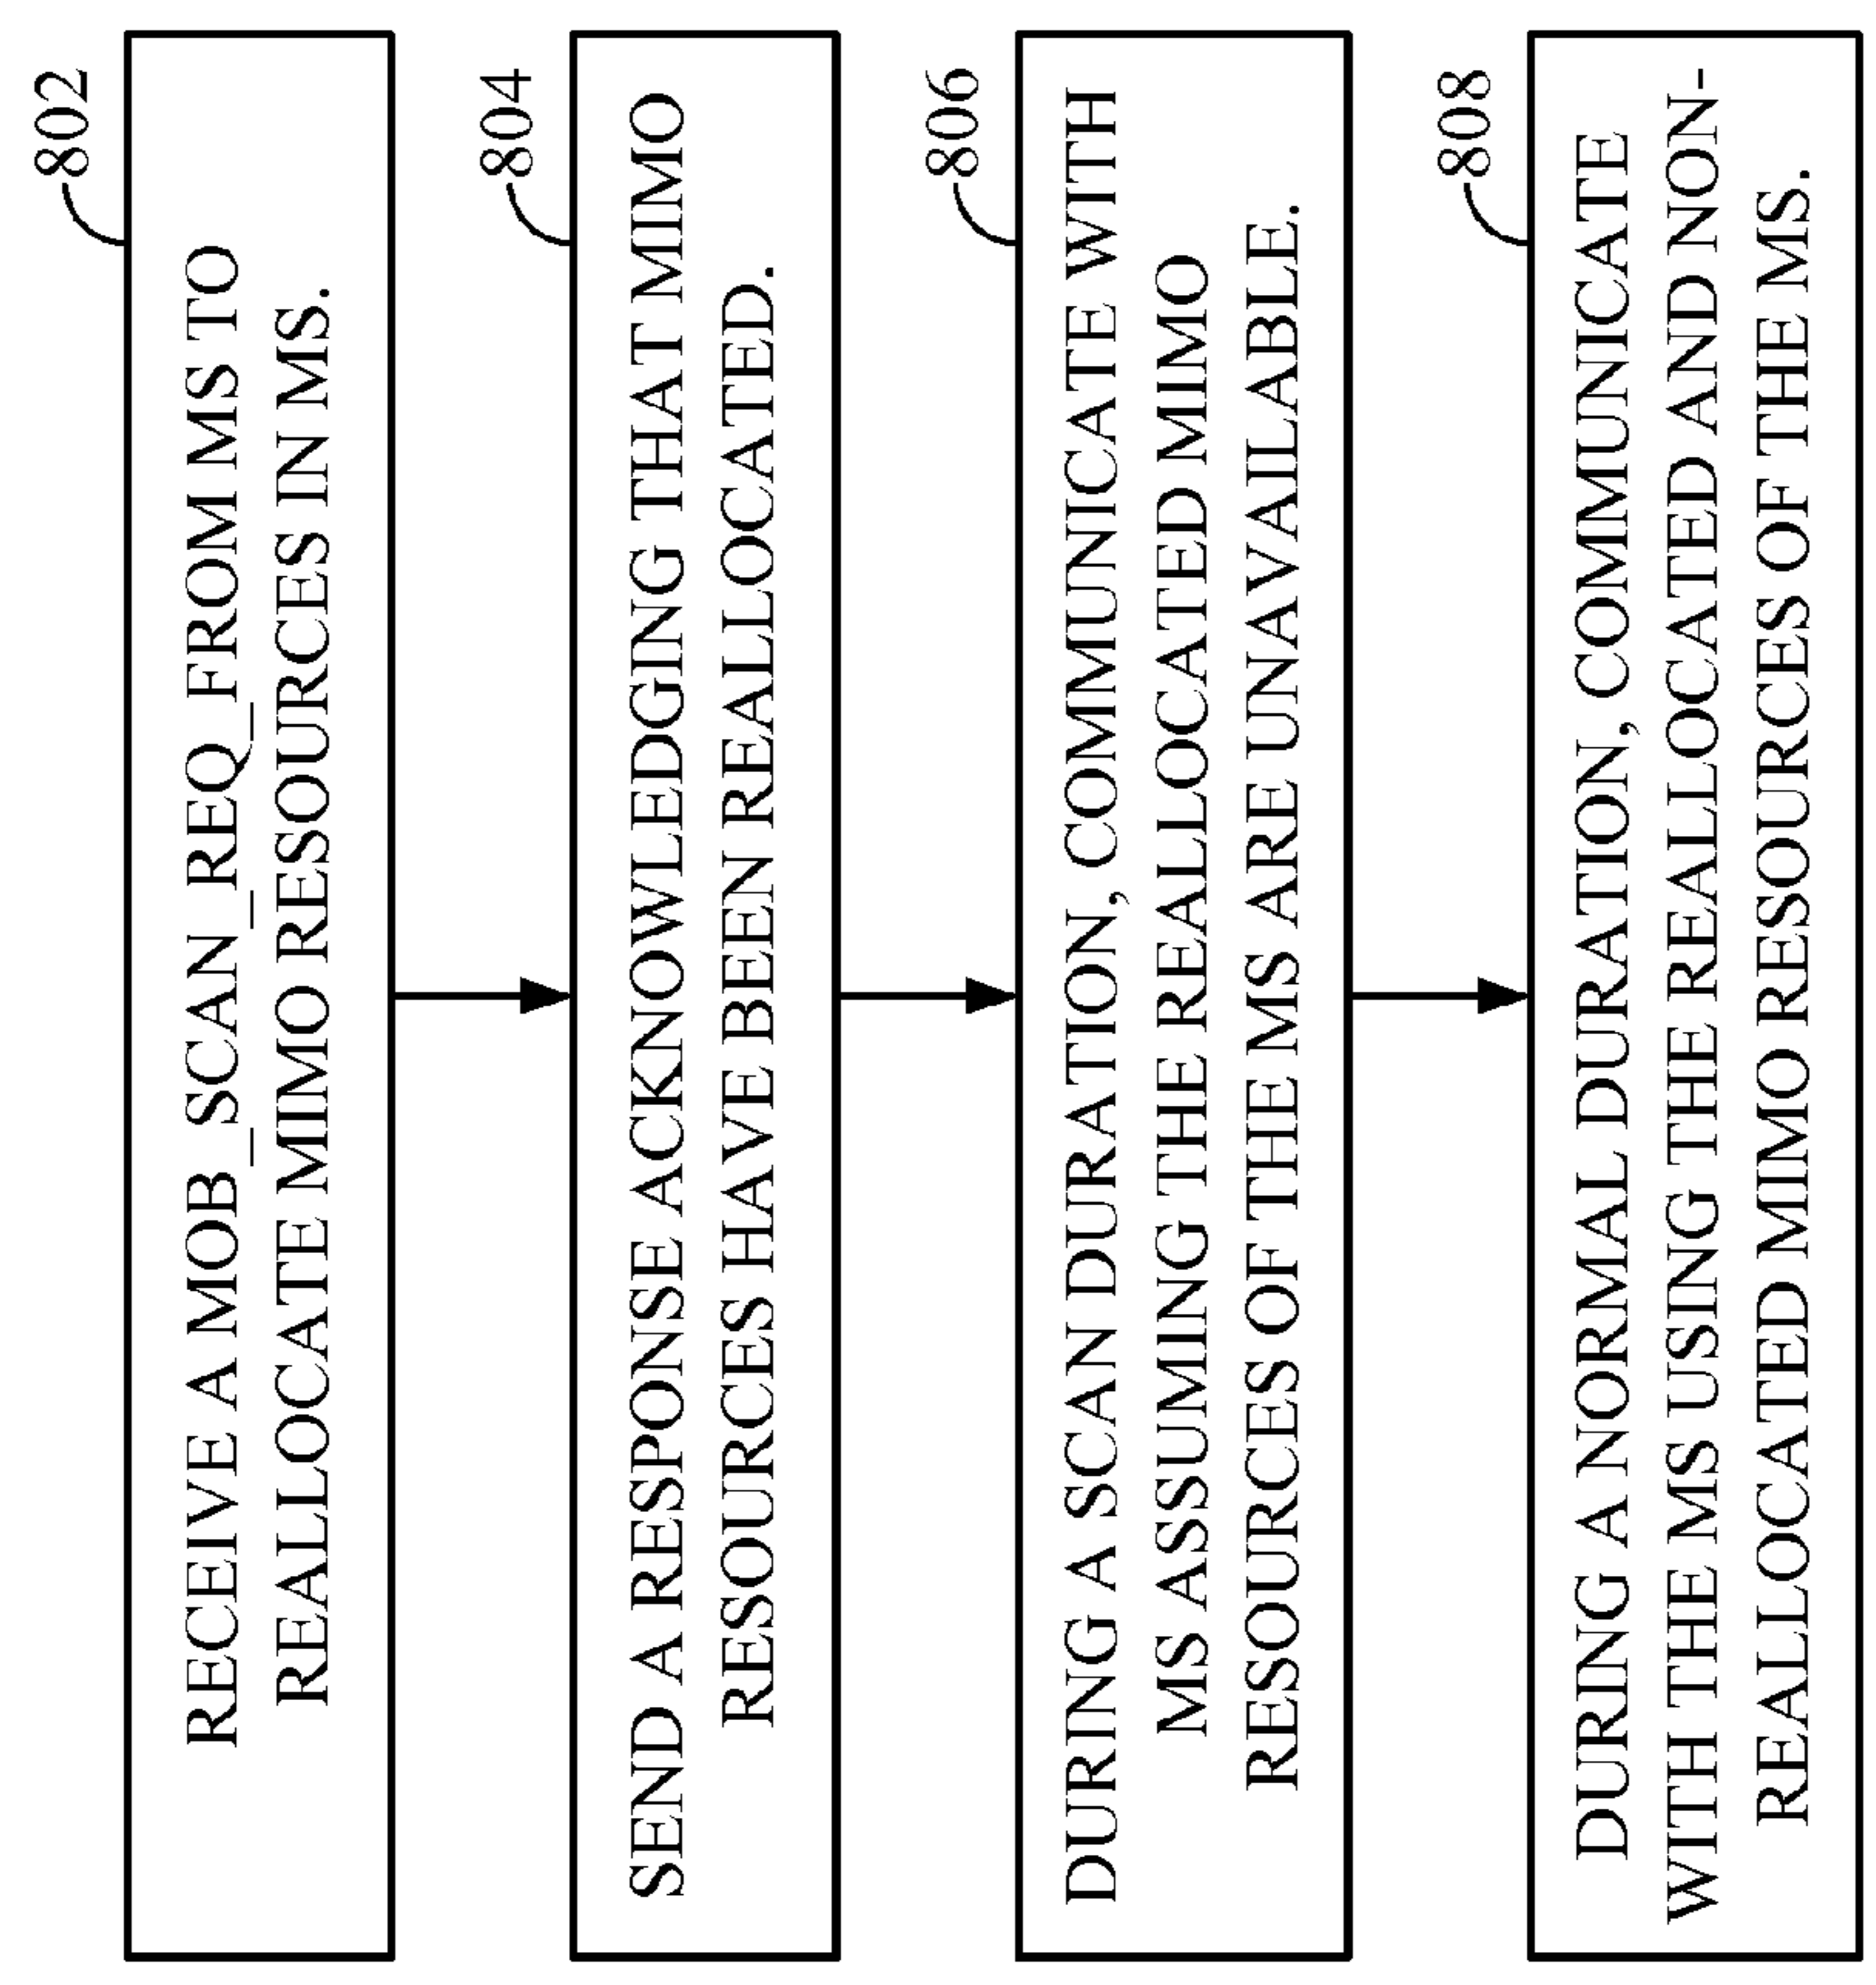 802
RECEIVE A MOB_SCAN_REQ_FROM MS TO
REALLOCATE MIMO RESOURCES IN MS.
804
SEND A RESPONSE ACKNOWLEDGING THAT MIMO
RESOURCES HAVE BEEN REALLOCATED.
806
DURING A SCAN DURATION, COMMUNICATE WITH
MS ASSUMING THE REALLOCATED MIMO
RESOURCES OF THE MS ARE UNAVAILABLE.
808
DURING A NORMAL DURATION, COMMUNICATE
WITH THE MS USING THE REALLOCATED AND NON-
REALLOCATED MIMO RESOURCES OF THE MS.